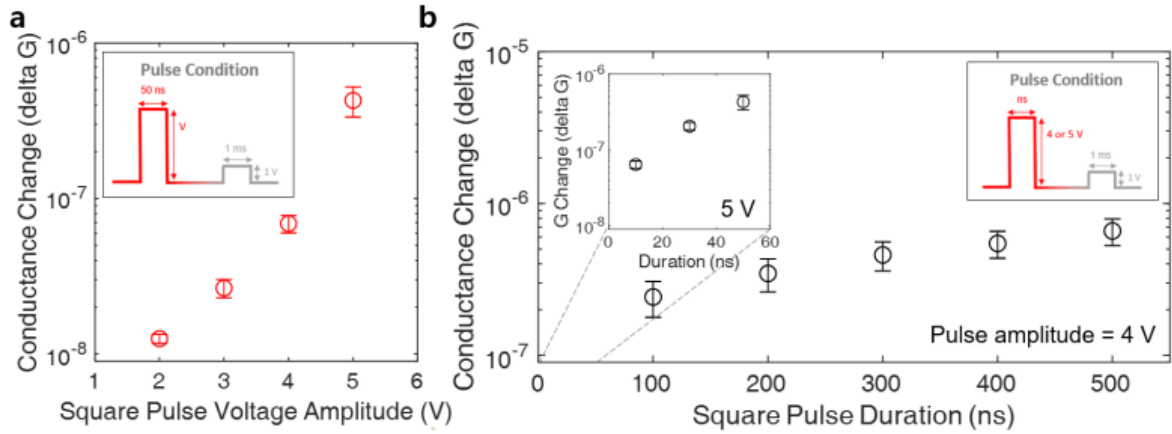 a
Conductance Change (delta G)
10^-6
10^-7
10^-8
Pulse Condition
50 ns
V
1 ms
1 V
1 2 3 4 5 6
Square Pulse Voltage Amplitude (V)
b
Conductance Change (delta G)
10^-5
10^-6
10^-7
G Change (delta G)
10^-6
10^-7
10^-8
5 V
0 20 40 60
Duration (ns)
Pulse Condition
ns
4 or 5 V
1 ms
1 V
Pulse amplitude = 4 V
0 100 200 300 400 500
Square Pulse Duration (ns)